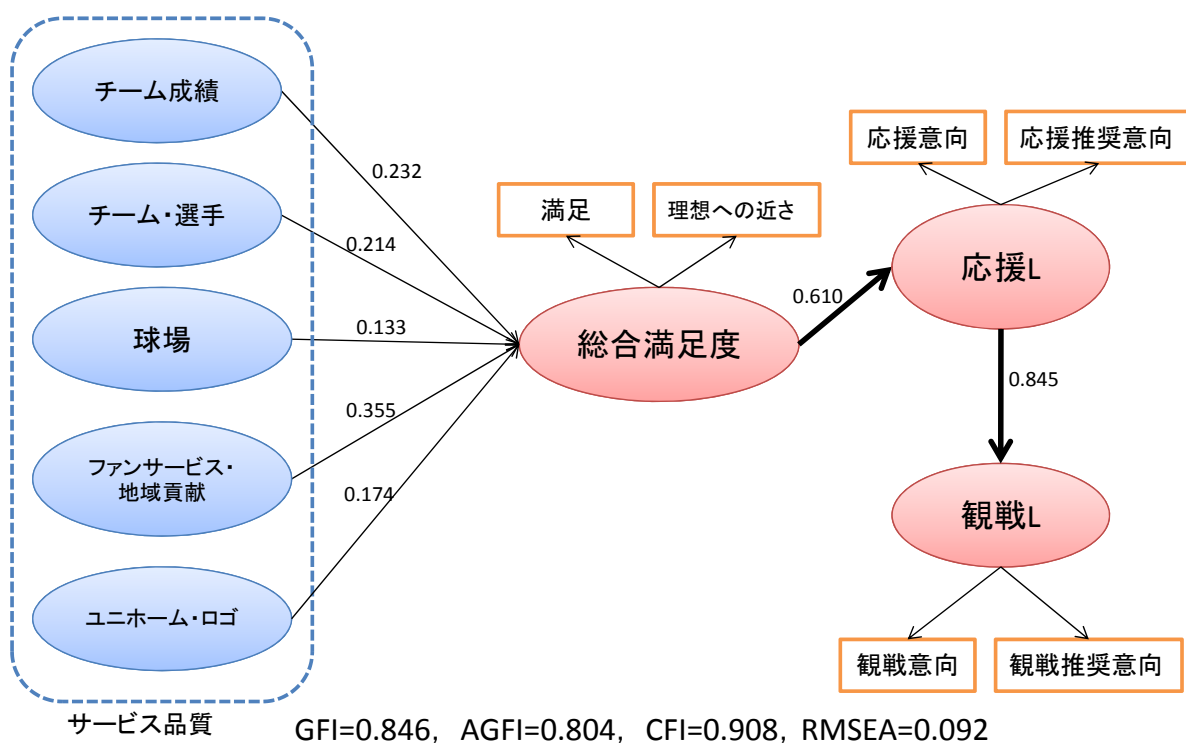 チーム成績
チーム・選手
球場
ファンサービス・
地域貢献
ユニホーム・ロゴ
サービス品質
0.232
0.214
0.133
0.355
0.174
満足
理想への近さ
総合満足度
0.610
応援意向
応援推奨意向
応援L
0.845
観戦L
観戦意向
観戦推奨意向
GFI=0.846, AGFI=0.804, CFI=0.908, RMSEA=0.092